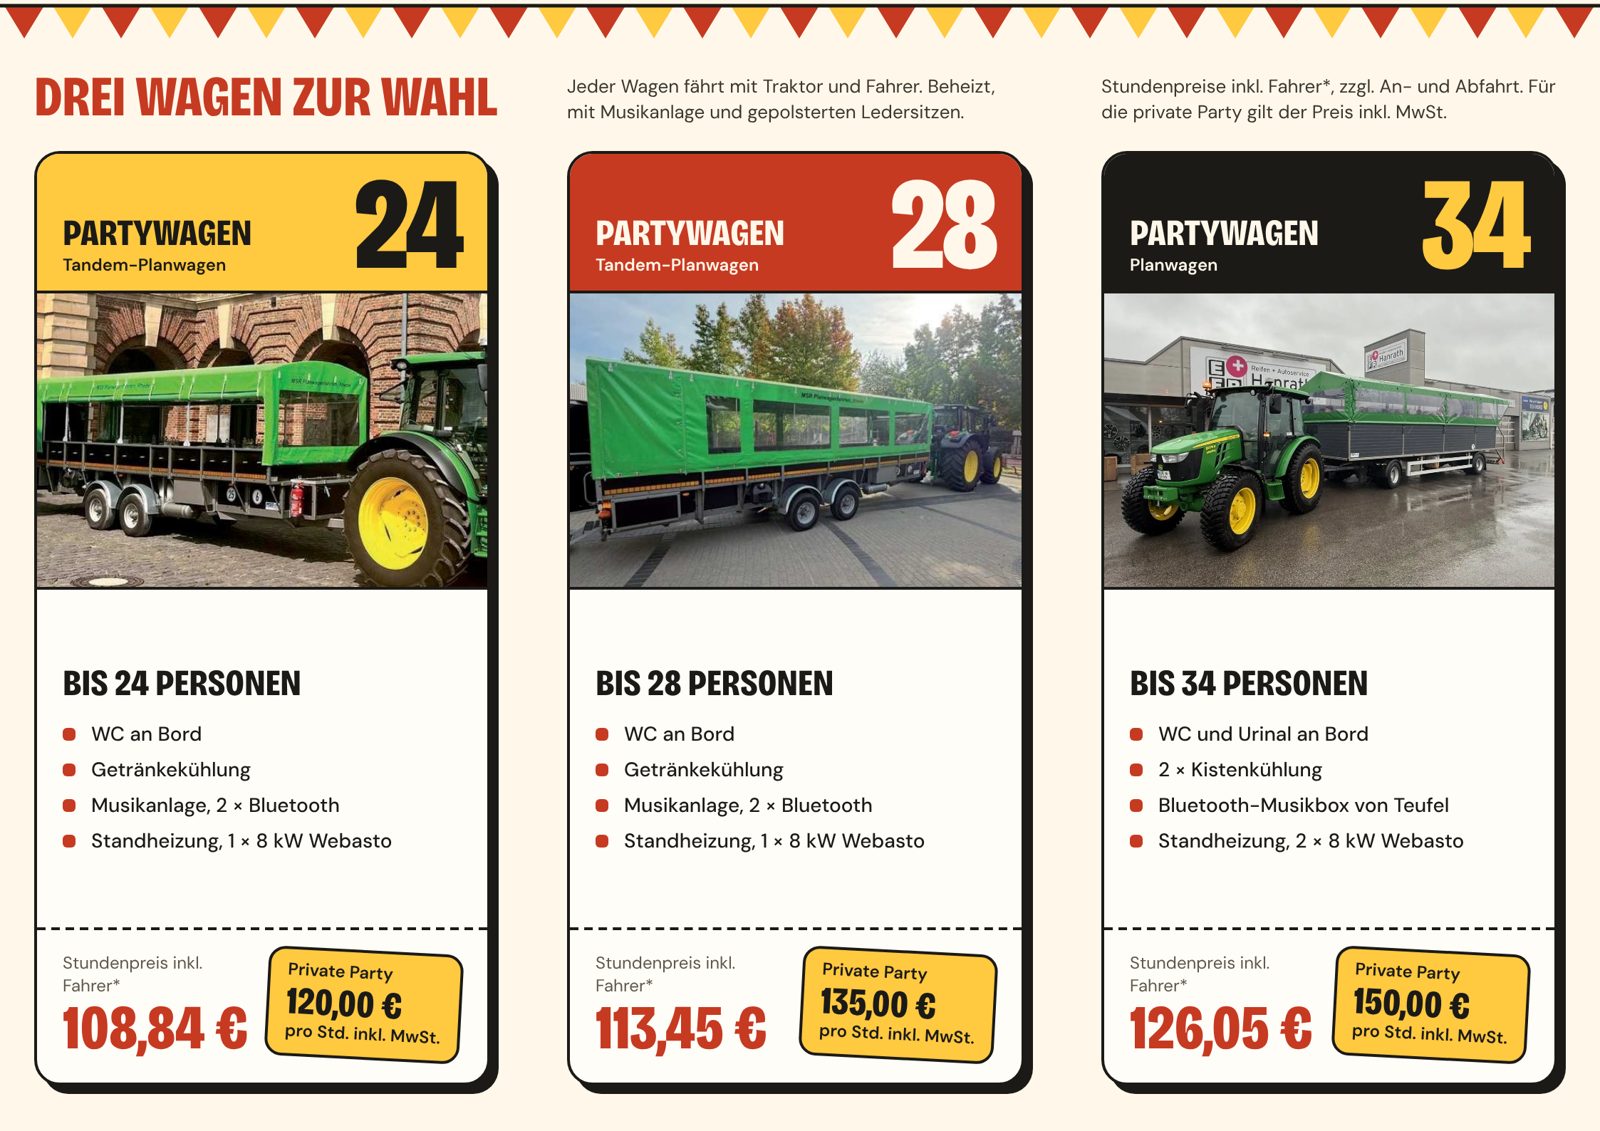 DREI WAGEN ZUR WAHL
Jeder Wagen fährt mit Traktor und Fahrer. Beheizt,
mit Musikanlage und gepolsterten Ledersitzen.
Stundenpreise inkl. Fahrer*, zzgl. An- und Abfahrt. Für
die private Party gilt der Preis inkl. MwSt.
PARTYWAGEN
Tandem-Planwagen
24
BIS 24 PERSONEN
WC an Bord
Getränkekühlung
Musikanlage, 2 × Bluetooth
Standheizung, 1 × 8 kW Webasto
Stundenpreis inkl.
Fahrer*
108,84 €
Private Party
120,00 €
pro Std. inkl. MwSt.
PARTYWAGEN
Tandem-Planwagen
28
MSR Planwagenfahrten
BIS 28 PERSONEN
WC an Bord
Getränkekühlung
Musikanlage, 2 × Bluetooth
Standheizung, 1 × 8 kW Webasto
Stundenpreis inkl.
Fahrer*
113,45 €
Private Party
135,00 €
pro Std. inkl. MwSt.
PARTYWAGEN
Planwagen
34
Reifen + Autoservice
Hanrath
Hanrath
BIS 34 PERSONEN
WC und Urinal an Bord
2 × Kistenkühlung
Bluetooth-Musikbox von Teufel
Standheizung, 2 × 8 kW Webasto
Stundenpreis inkl.
Fahrer*
126,05 €
Private Party
150,00 €
pro Std. inkl. MwSt.